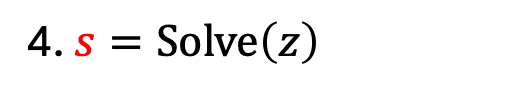 4. s = Solve(z)